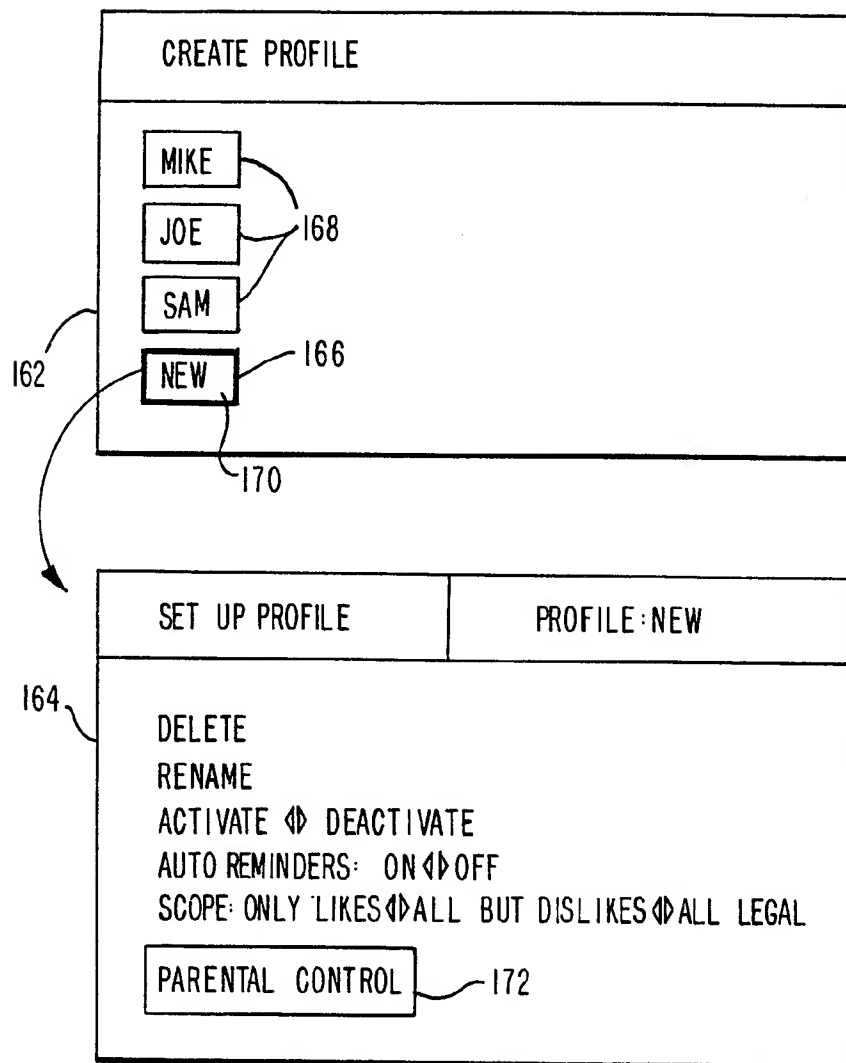 CREATE PROFILE
MIKE
JOE
168
SAM
162
NEW
166
170
SET UP PROFILE
PROFILE:NEW
164
DELETE
RENAME
ACTIVATE ◁▷ DEACTIVATE
AUTO REMINDERS: ON◁▷OFF
SCOPE: ONLY LIKES◁▷ALL BUT DISLIKES◁▷ALL LEGAL
PARENTAL CONTROL
172